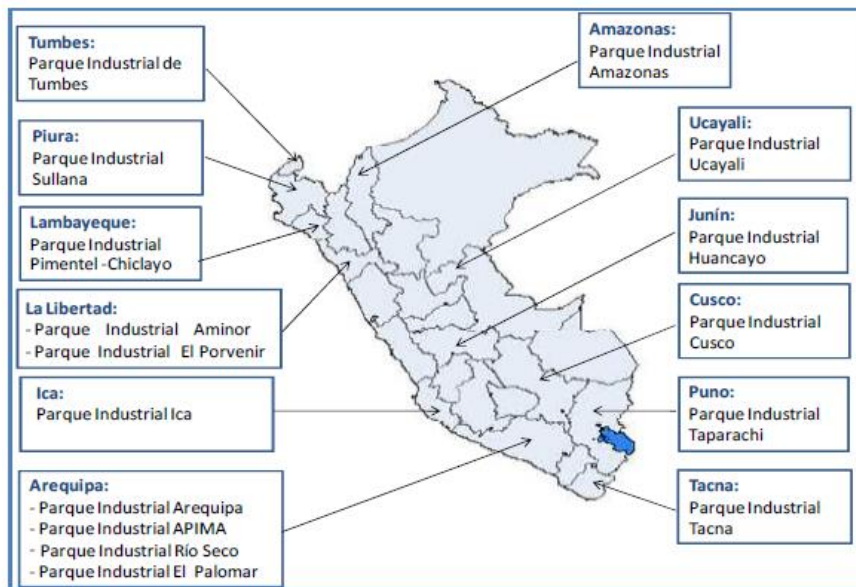 Tumbes:
Parque Industrial de
Tumbes
Piura:
Parque Industrial
Sullana
Lambayeque:
Parque Industrial
Pimentel -Chiclayo
La Libertad:
- Parque Industrial Aminor
- Parque Industrial El Porvenir
Ica:
Parque Industrial Ica
Arequipa:
- Parque Industrial Arequipa
- Parque Industrial APIMA
- Parque Industrial Río Seco
- Parque Industrial El Palomar
Amazonas:
Parque Industrial
Amazonas
Ucayali:
Parque Industrial
Ucayali
Junín:
Parque Industrial
Huancayo
Cusco:
Parque Industrial
Cusco
Puno:
Parque Industrial
Taparachi
Tacna:
Parque Industrial
Tacna